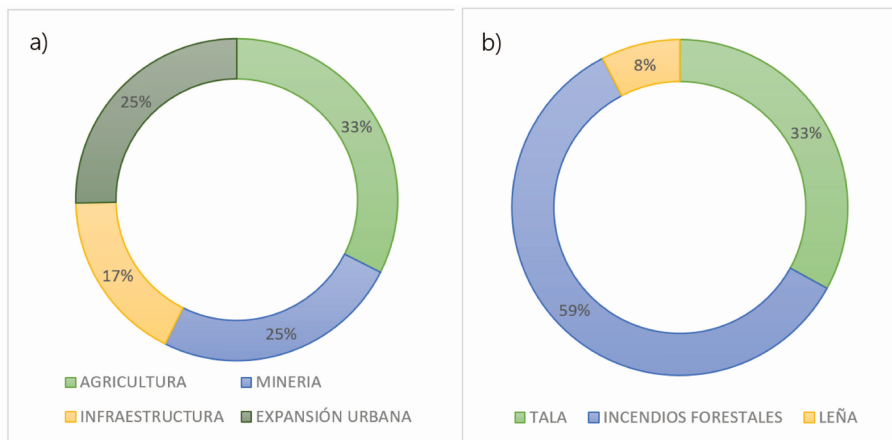 a)
25%
33%
17%
25%
AGRICULTURA
MINERIA
INFRAESTRUCTURA
EXPANSIÓN URBANA
b)
8%
33%
59%
TALA
INCENDIOS FORESTALES
LEÑA